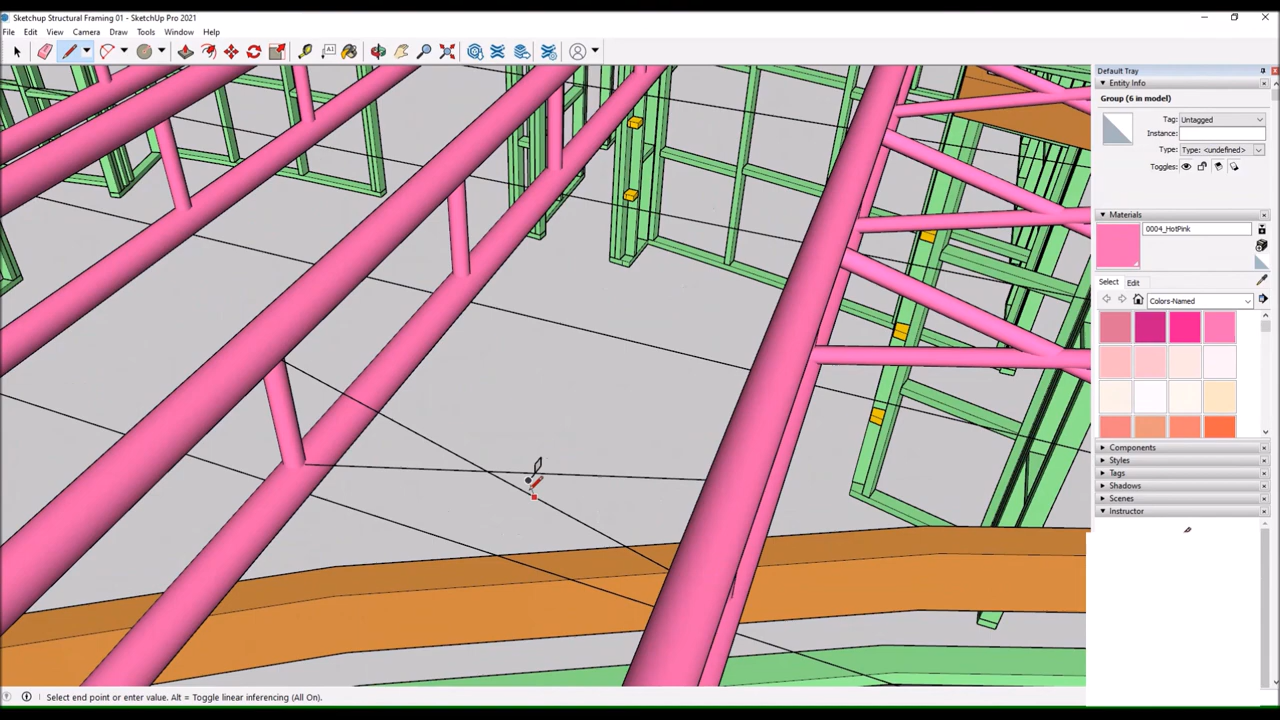 Sketchup Structural Framing 01 - SketchUp Pro 2021
File Edit View Camera Draw Tools Window Help
A1
Default Tray
Entity Info
Group (6 in model)
Tag: Untagged
Instance:
Type: Type: <undefined>
Toggles:
Materials
0004_HotPink
Select Edit
Colors-Named
Components
Styles
Tags
Shadows
Scenes
Instructor
Select end point or enter value. Alt = Toggle linear inferencing (All On).